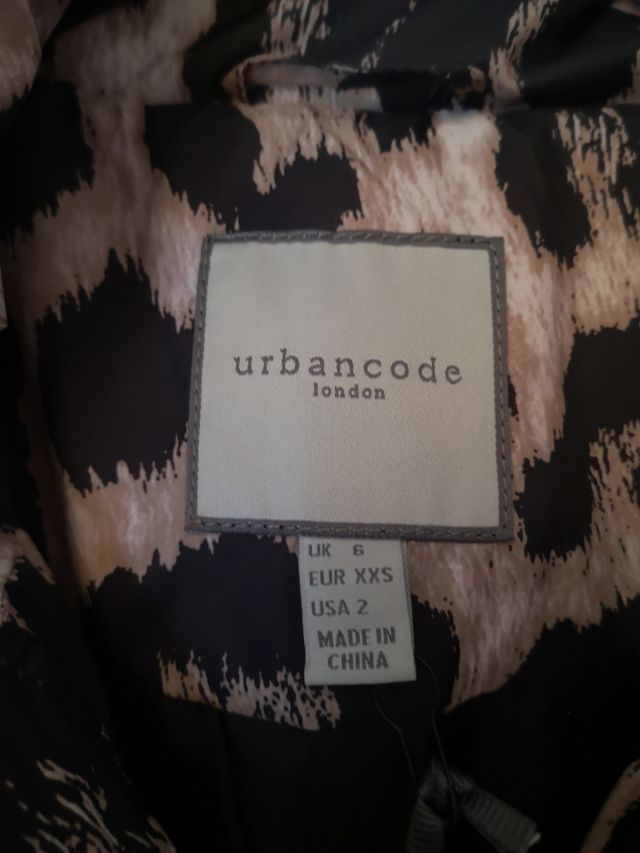 urbancode
london
UK 6
EUR XXS
USA 2
MADE IN
CHINA